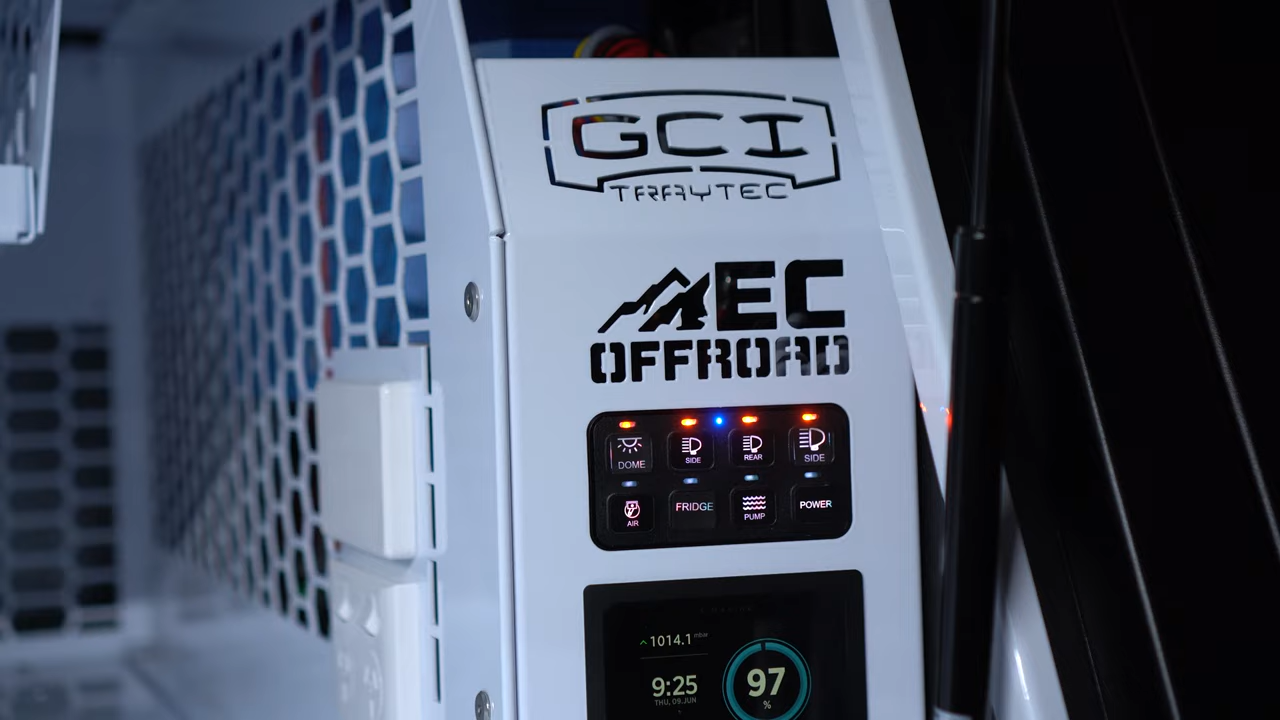 GCI
TRAYTEC
EC
OFFROAD
DOME
SIDE
REAR
SIDE
AIR
FRIDGE
PUMP
POWER
1014.1 mbar
9:25
THU, 09.JUN
97
%